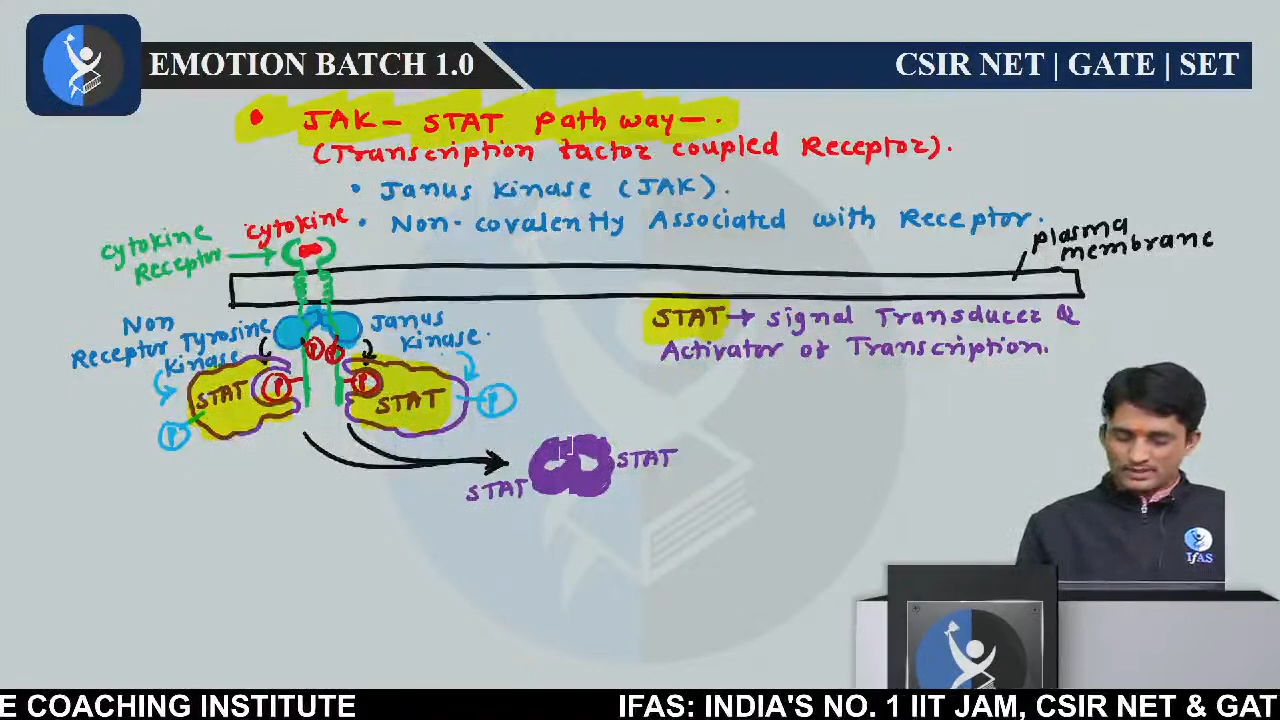 EMOTION BATCH 1.0
CSIR NET | GATE | SET
• JAK - STAT pathway - .
(Transcription factor coupled Receptor).
• Janus kinase (JAK).
• Non-covalently Associated with Receptor.
cytokine
Receptor
cytokine
plasma
membrane
Non
Receptor Tyrosine
kinase
Janus
kinase.
P P
STAT
P
P
STAT
P
P
STAT → signal Transducer &
Activator of Transcription.
STAT
STAT
IFAS
E COACHING INSTITUTE
IFAS: INDIA'S NO. 1 IIT JAM, CSIR NET & GAT